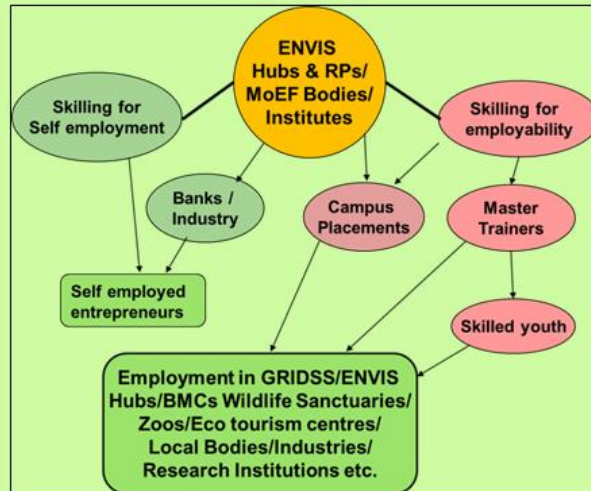 ENVIS
Hubs & RPs/
MoEF Bodies/
Institutes
Skilling for
Self employment
Skilling for
employability
Banks /
Industry
Campus
Placements
Master
Trainers
Self employed
entrepreneurs
Skilled youth
Employment in GRIDSS/ENVIS
Hubs/BMCs Wildlife Sanctuaries/
Zoos/Eco tourism centres/
Local Bodies/Industries/
Research Institutions etc.